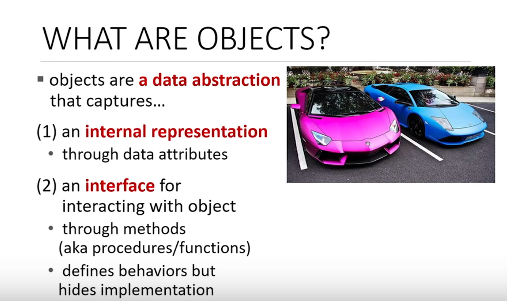 WHAT ARE OBJECTS?
▪ objects are a data abstraction
that captures…
(1) an internal representation
• through data attributes
(2) an interface for
interacting with object
• through methods
(aka procedures/functions)
• defines behaviors but
hides implementation